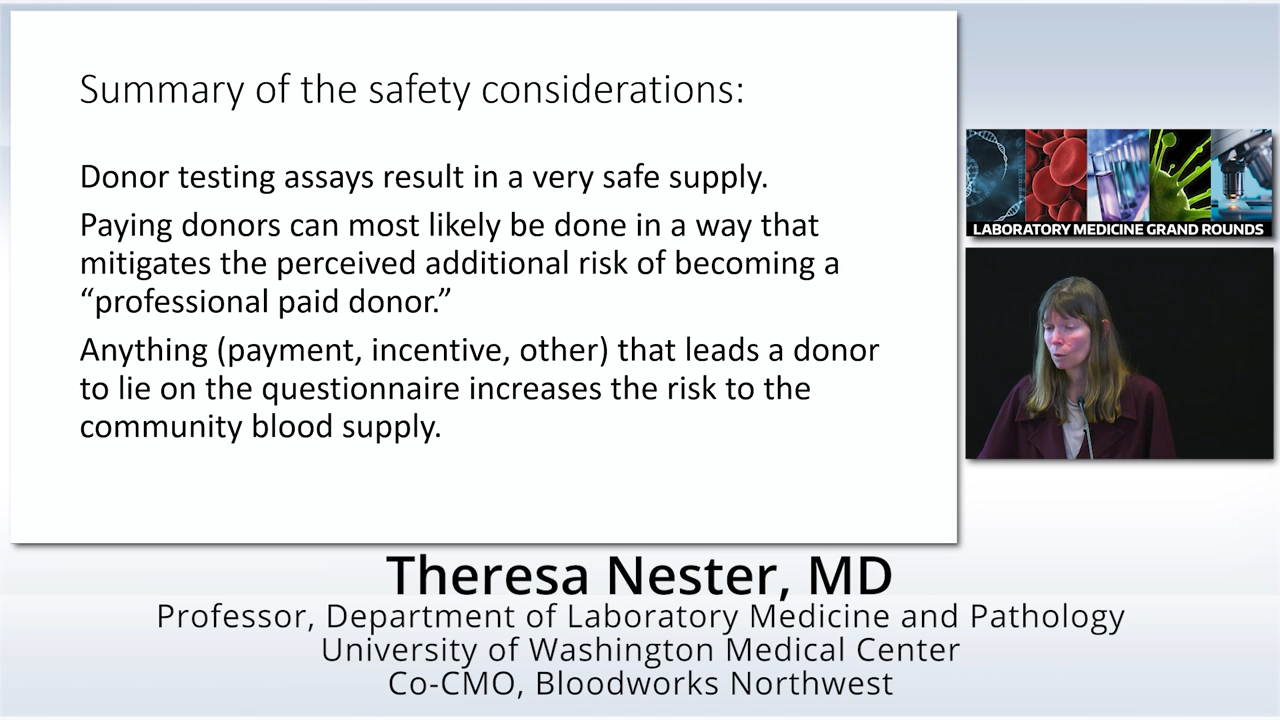 Summary of the safety considerations:
Donor testing assays result in a very safe supply.
Paying donors can most likely be done in a way that
mitigates the perceived additional risk of becoming a
“professional paid donor.”
Anything (payment, incentive, other) that leads a donor
to lie on the questionnaire increases the risk to the
community blood supply.
LABORATORY MEDICINE GRAND ROUNDS
Theresa Nester, MD
Professor, Department of Laboratory Medicine and Pathology
University of Washington Medical Center
Co-CMO, Bloodworks Northwest